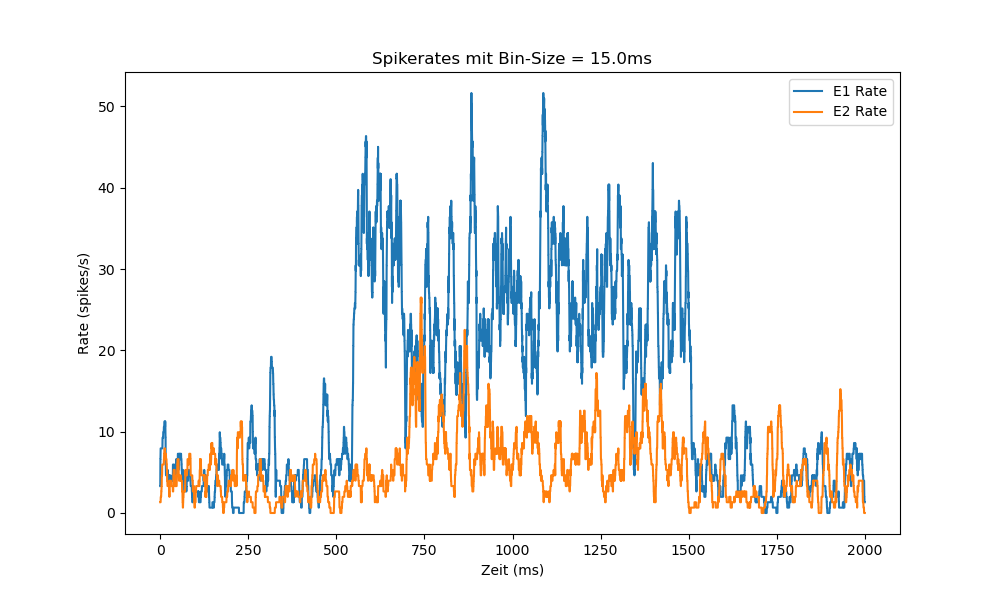 Spikerates mit Bin-Size = 15.0ms
E1 Rate
E2 Rate
Rate (spikes/s)
50
40
30
20
10
0
0 250 500 750 1000 1250 1500 1750 2000
Zeit (ms)